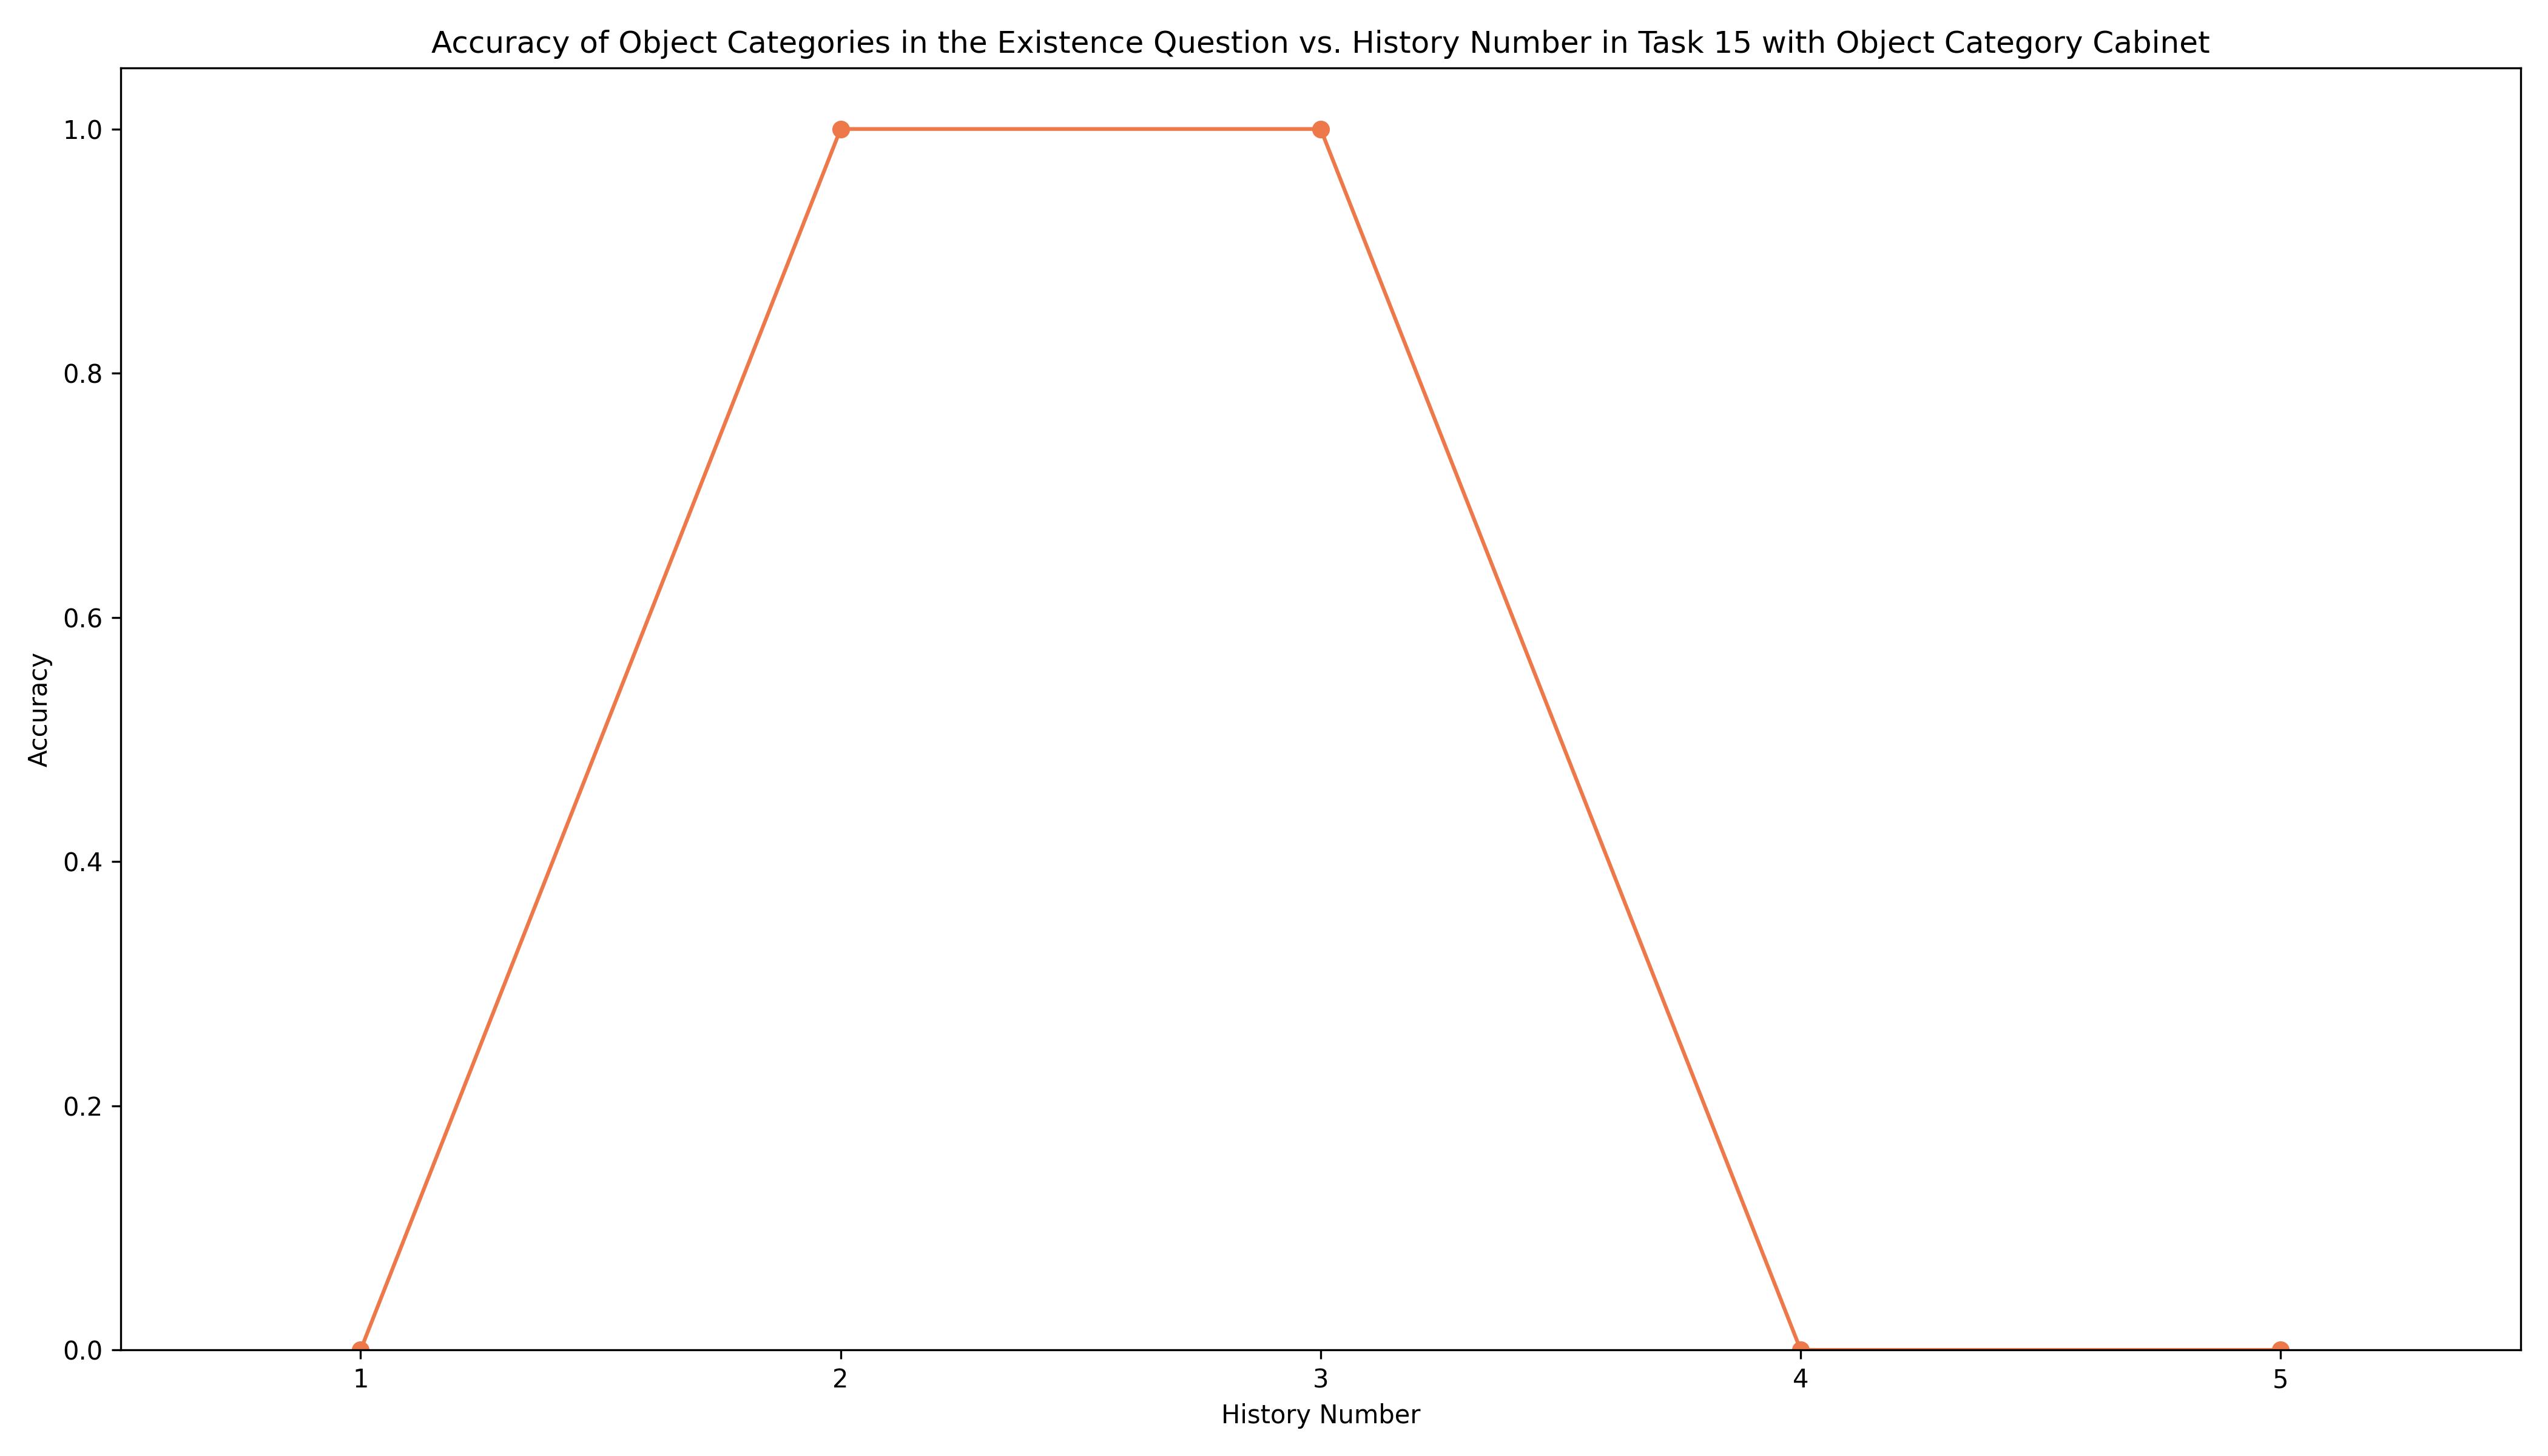 Accuracy of Object Categories in the Existence Question vs. History Number in Task 15 with Object Category Cabinet
1.0
0.8
0.6
0.4
0.2
0.0
Accuracy
1 2 3 4 5
History Number